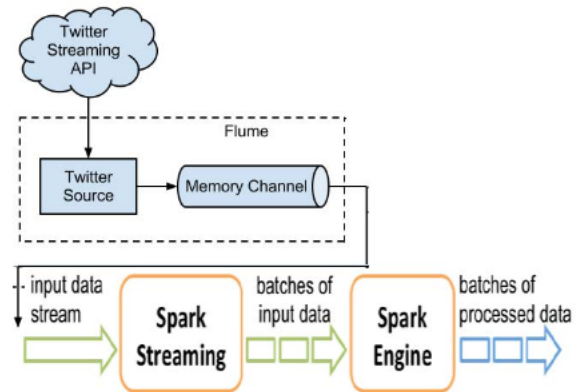 Twitter
Streaming
API
Flume
Twitter
Source
Memory Channel
input data
stream
Spark
Streaming
batches of
input data
Spark
Engine
batches of
processed data